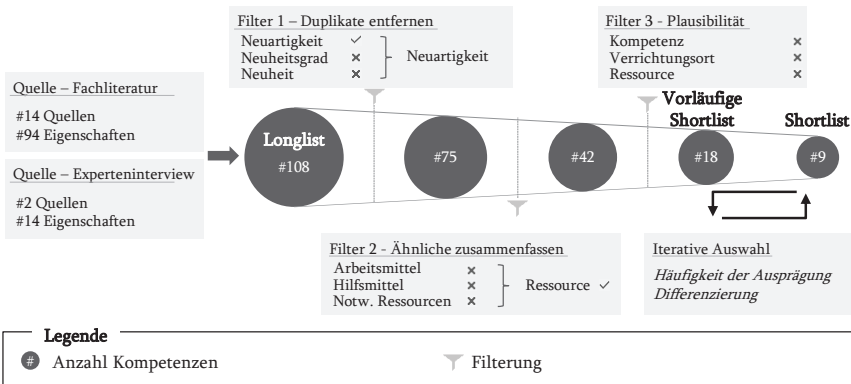 Filter 1 – Duplikate entfernen
Neuartigkeit ✓
Neuheitsgrad ×
Neuheit ×
Neuartigkeit
Filter 3 - Plausibilität
Kompetenz ×
Verrichtungsort ×
Ressource ×
Quelle – Fachliteratur
#14 Quellen
#94 Eigenschaften
Quelle – Experteninterview
#2 Quellen
#14 Eigenschaften
Longlist
#108
#75
#42
Vorläufige
Shortlist
#18
Shortlist
#9
Filter 2 - Ähnliche zusammenfassen
Arbeitsmittel ×
Hilfsmittel ×
Notw. Ressourcen ×
Ressource ✓
Iterative Auswahl
Häufigkeit der Ausprägung
Differenzierung
Legende
# Anzahl Kompetenzen
Filterung